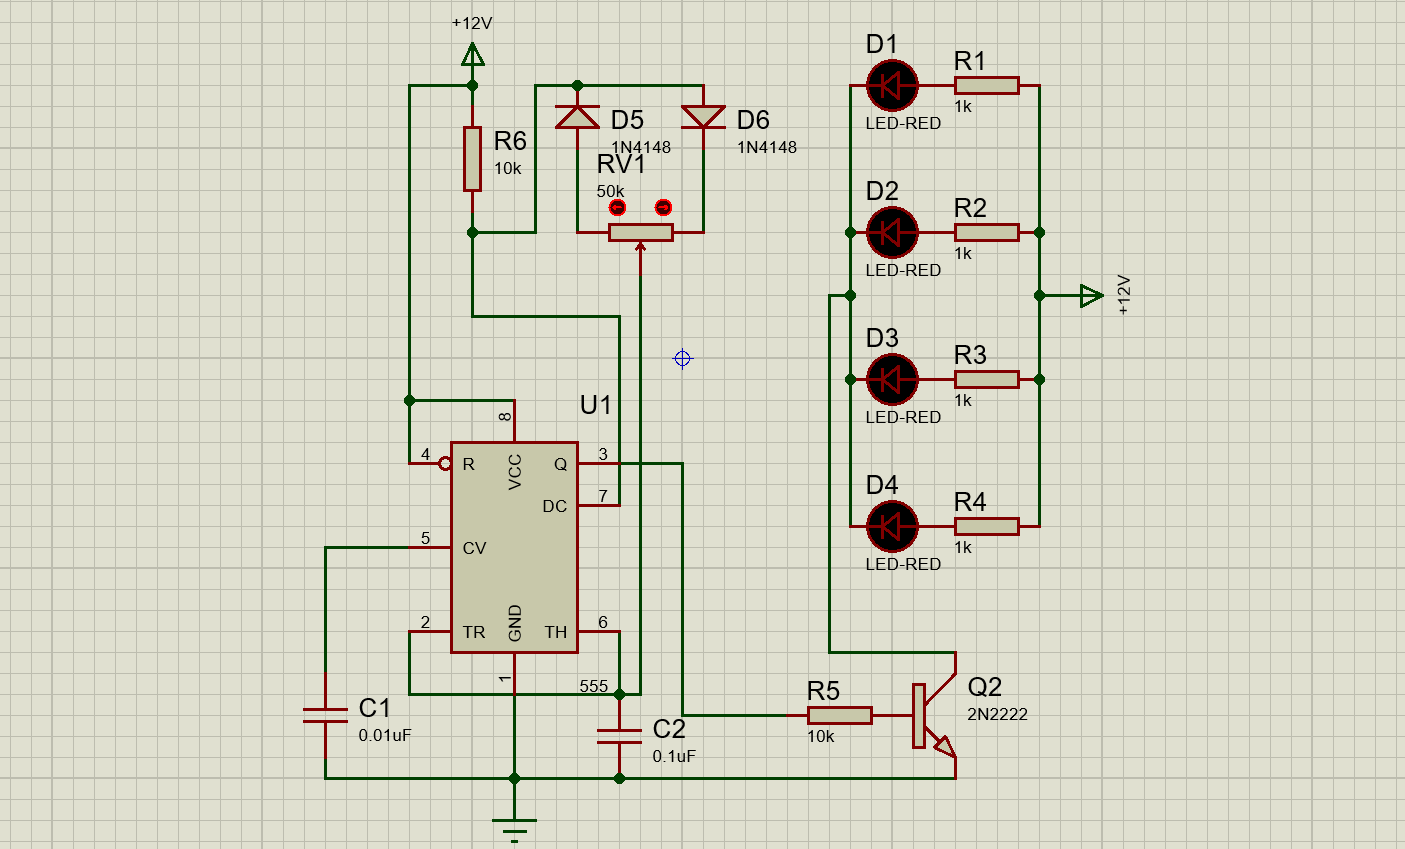 +12V
R6
10k
D5
1N4148
D6
1N4148
RV1
50k
D1
LED-RED
R1
1k
D2
LED-RED
R2
1k
+12V
D3
LED-RED
R3
1k
D4
LED-RED
R4
1k
U1
8
VCC
4
R
3
Q
7
DC
5
CV
2
TR
6
TH
GND
1
555
C1
0.01uF
C2
0.1uF
R5
10k
Q2
2N2222